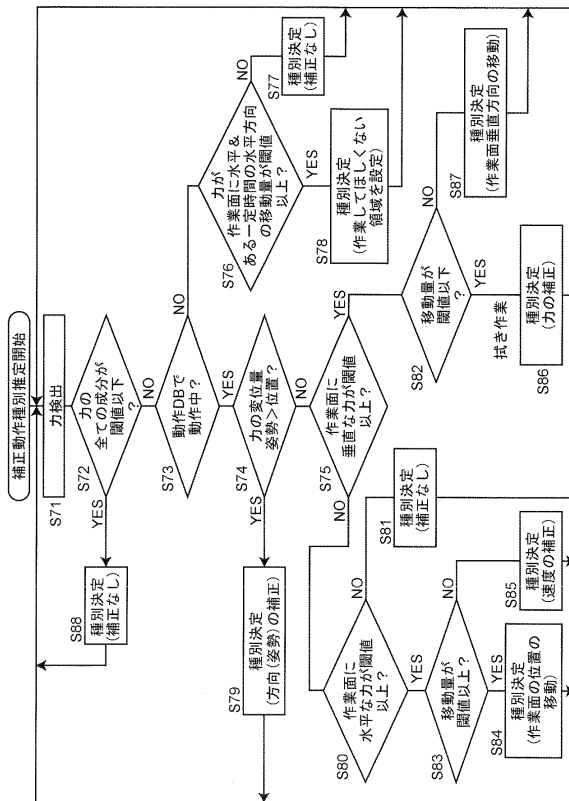 補正動作種別推定開始
S71
力検出
S72
力の
全ての成分が
閾値以下
?
YES
NO
S88
種別決定
(補正なし)
S73
動作DBで
動作中?
NO
YES
S76
力が
作業面に水平&
ある一定時間の水平方向
の移動量が閾値
以上?
NO
YES
S77
種別決定
(補正なし)
S78
種別決定
(作業してほしくない
領域を設定)
S74
力の変位量
姿勢>位置?
YES
NO
S79
種別決定
(方向(姿勢)の補正)
S75
作業面に
垂直な力が閾値
以上?
NO
YES
S80
作業面に
水平な力が閾値
以上?
NO
YES
S81
種別決定
(補正なし)
S82
移動量が
閾値以下
?
NO
YES
拭き作業
S83
移動量が
閾値以上?
NO
YES
S84
種別決定
(作業面の位置の
移動)
S85
種別決定
(速度の補正)
S86
種別決定
(力の補正)
S87
種別決定
(作業面垂直方向の移動)